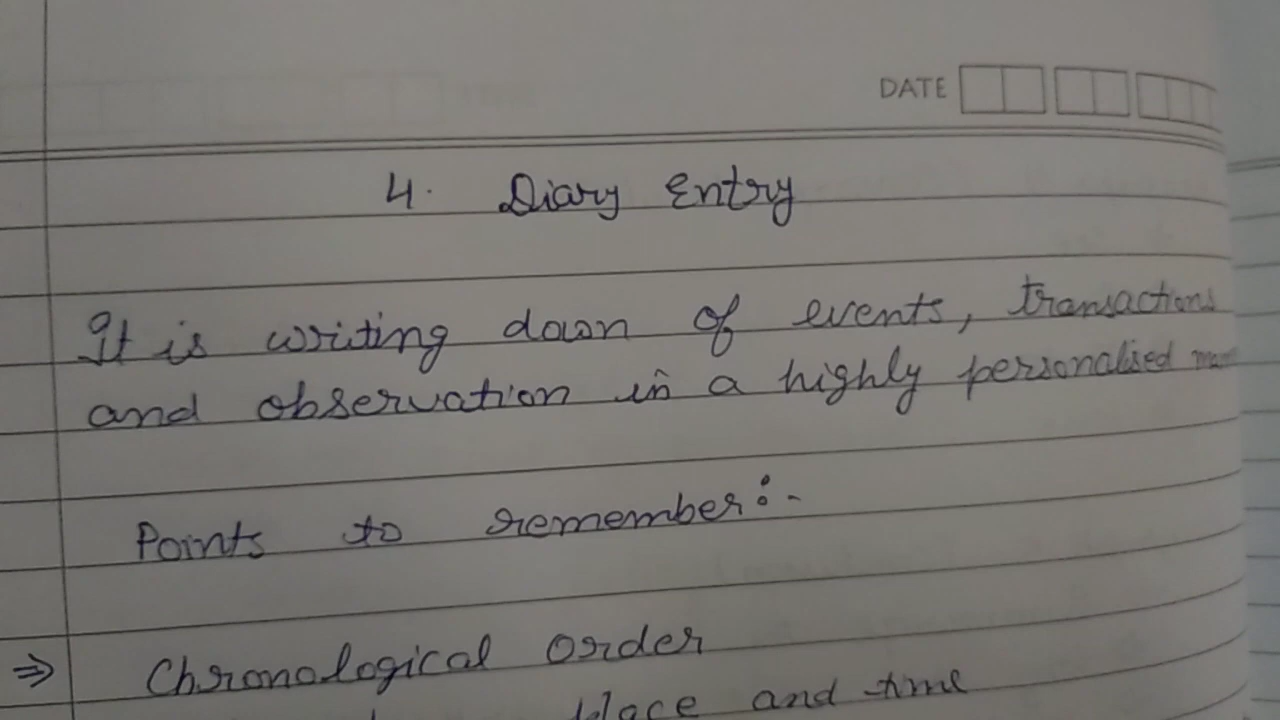 DATE
4. Diary Entry
It is writing down of events, transactions
and observation in a highly personalised
Points to remember:-
⇒ Chronological order
place and time